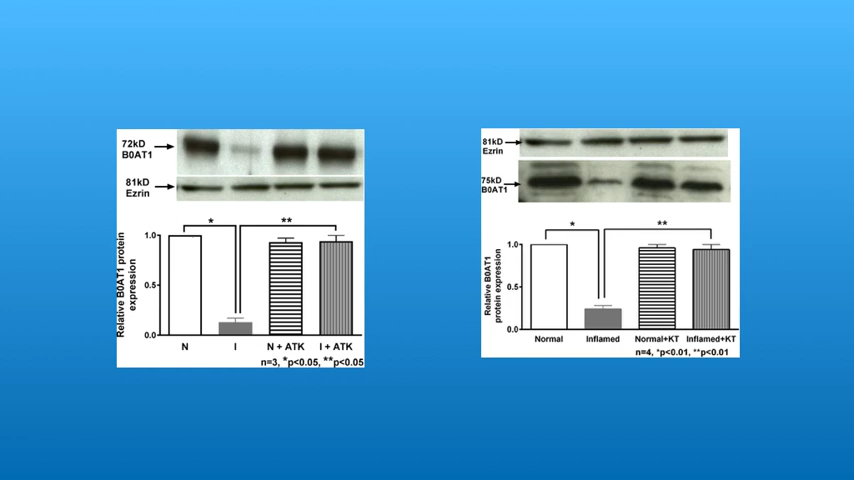 72kD
B0AT1
81kD
Ezrin
* **
Relative B0AT1 protein
expression
1.0
0.5
0.0
N I N + ATK I + ATK
n=3, *p<0.05, **p<0.05
81kD
Ezrin
75kD
B0AT1
* **
Relative B0AT1
protein expression
1.0
0.5
0.0
Normal Inflamed Normal+KT Inflamed+KT
n=4, *p<0.01, **p<0.01